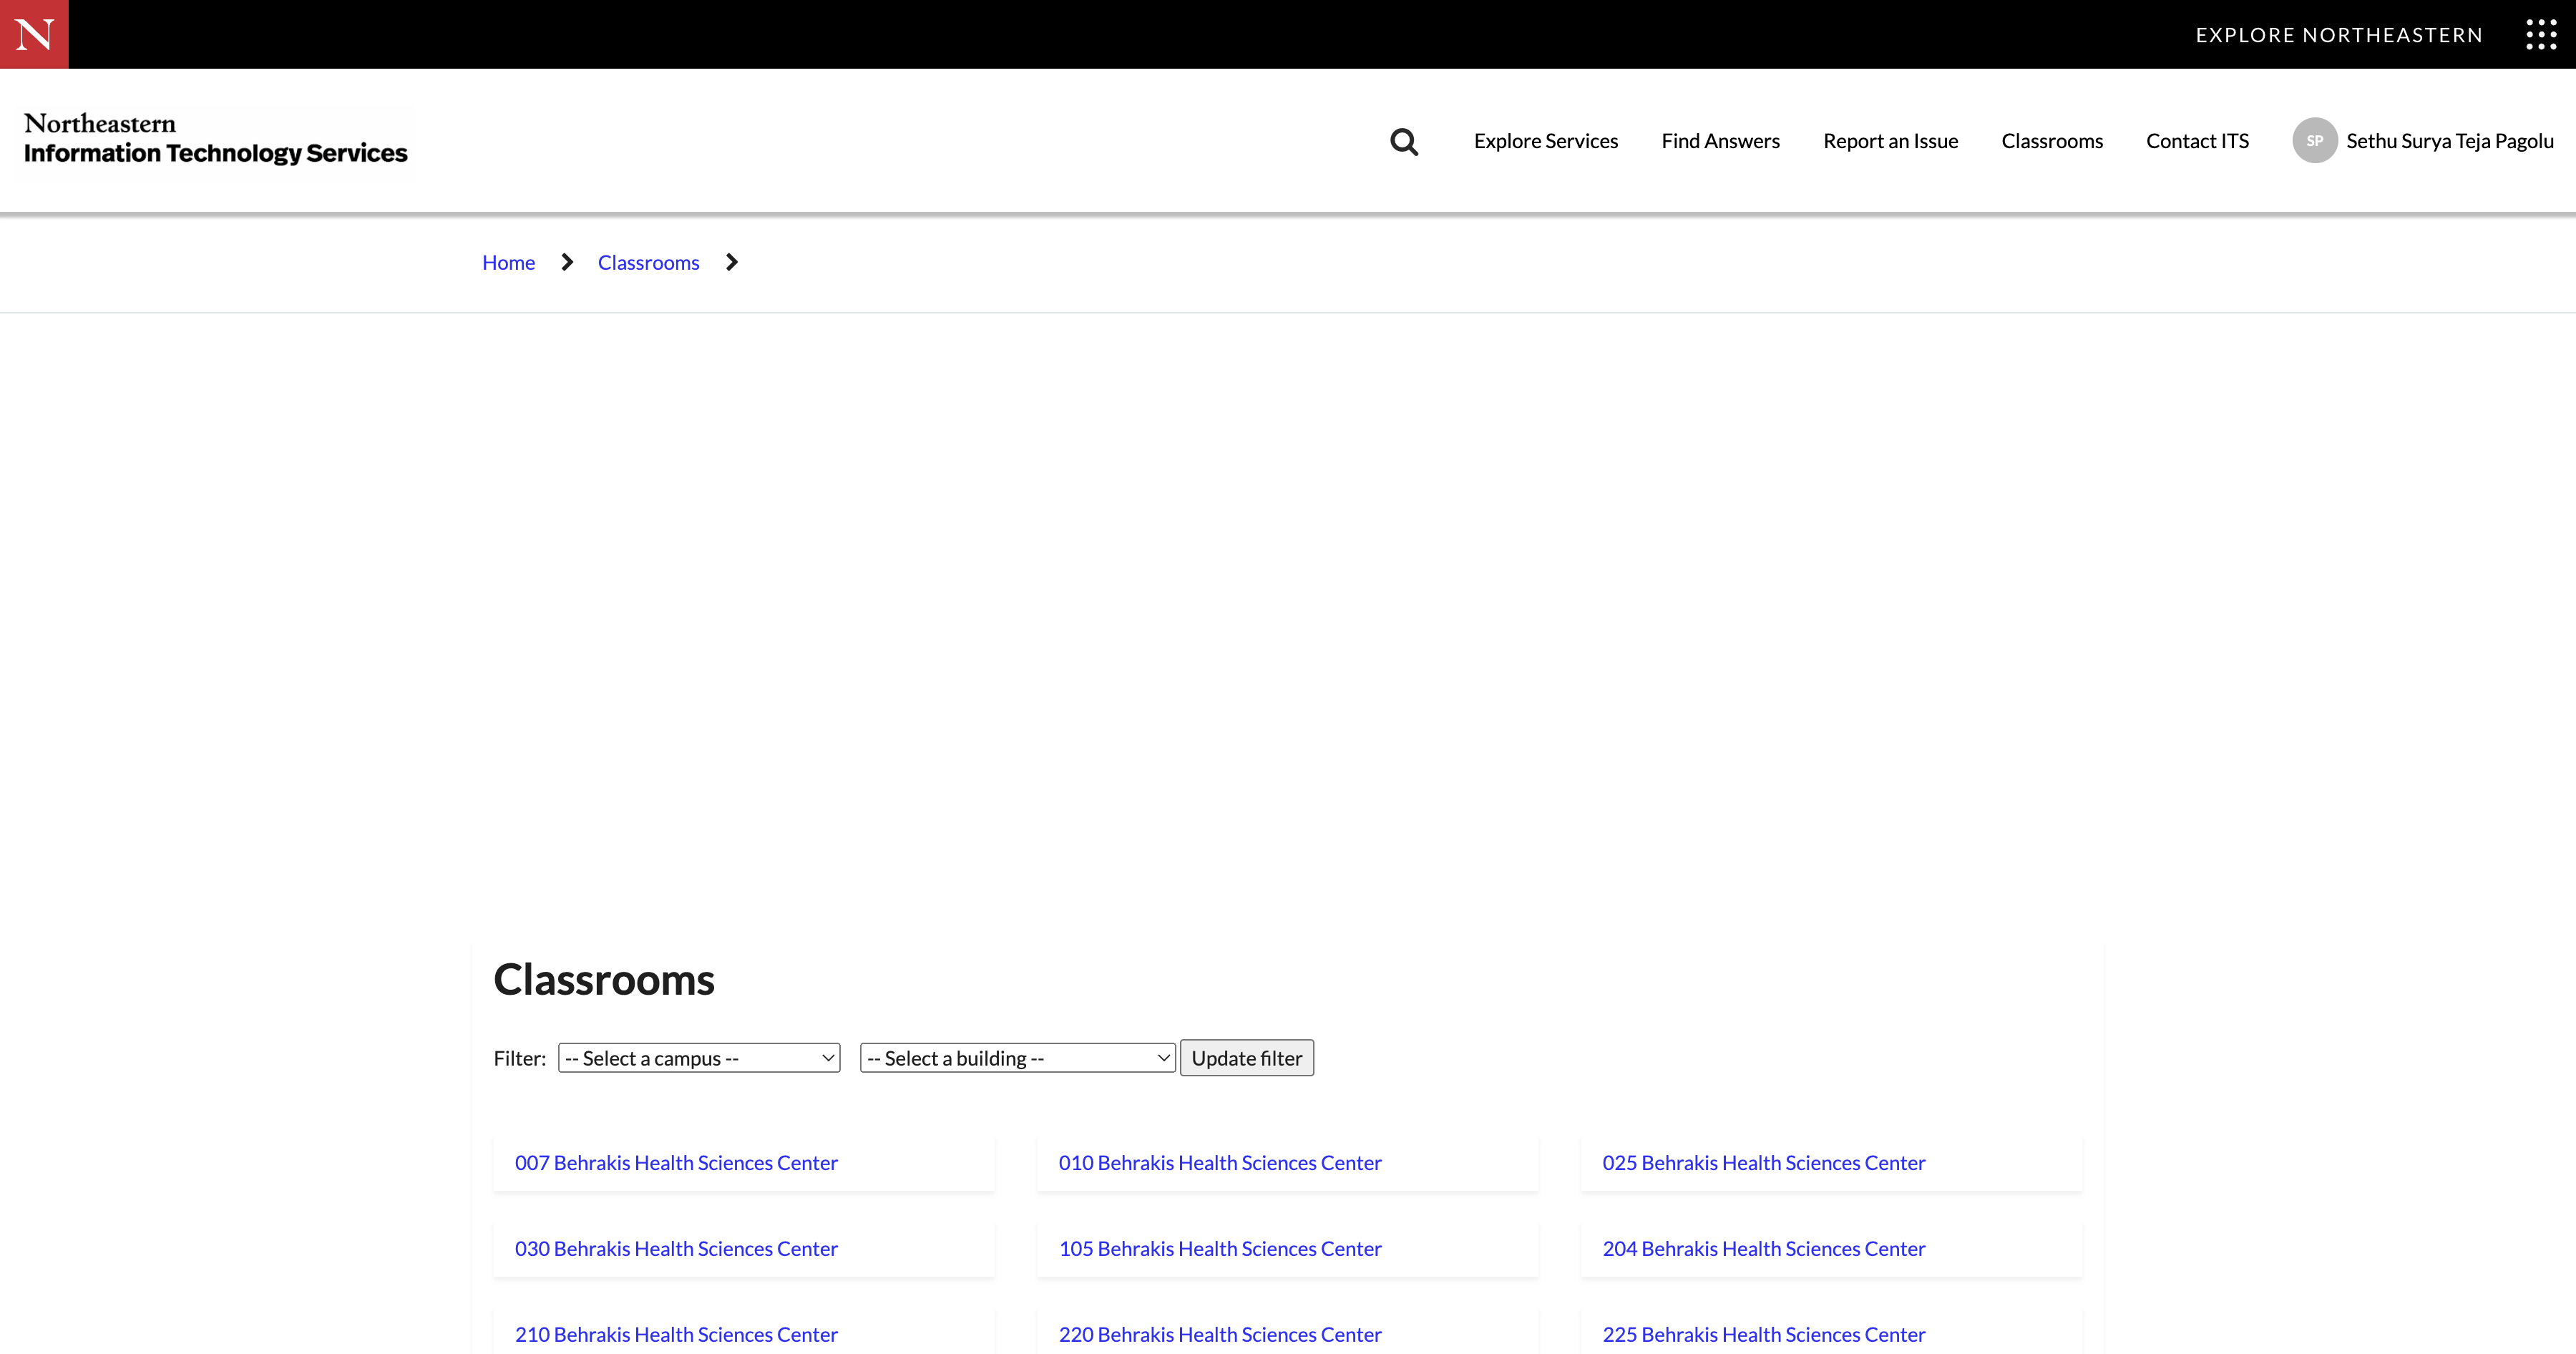 N
EXPLORE NORTHEASTERN
Northeastern
Information Technology Services
Explore Services Find Answers Report an Issue Classrooms Contact ITS SP Sethu Surya Teja Pagolu
Home Classrooms
Classrooms
Filter: -- Select a campus -- -- Select a building -- Update filter
007 Behrakis Health Sciences Center 010 Behrakis Health Sciences Center 025 Behrakis Health Sciences Center
030 Behrakis Health Sciences Center 105 Behrakis Health Sciences Center 204 Behrakis Health Sciences Center
210 Behrakis Health Sciences Center 220 Behrakis Health Sciences Center 225 Behrakis Health Sciences Center